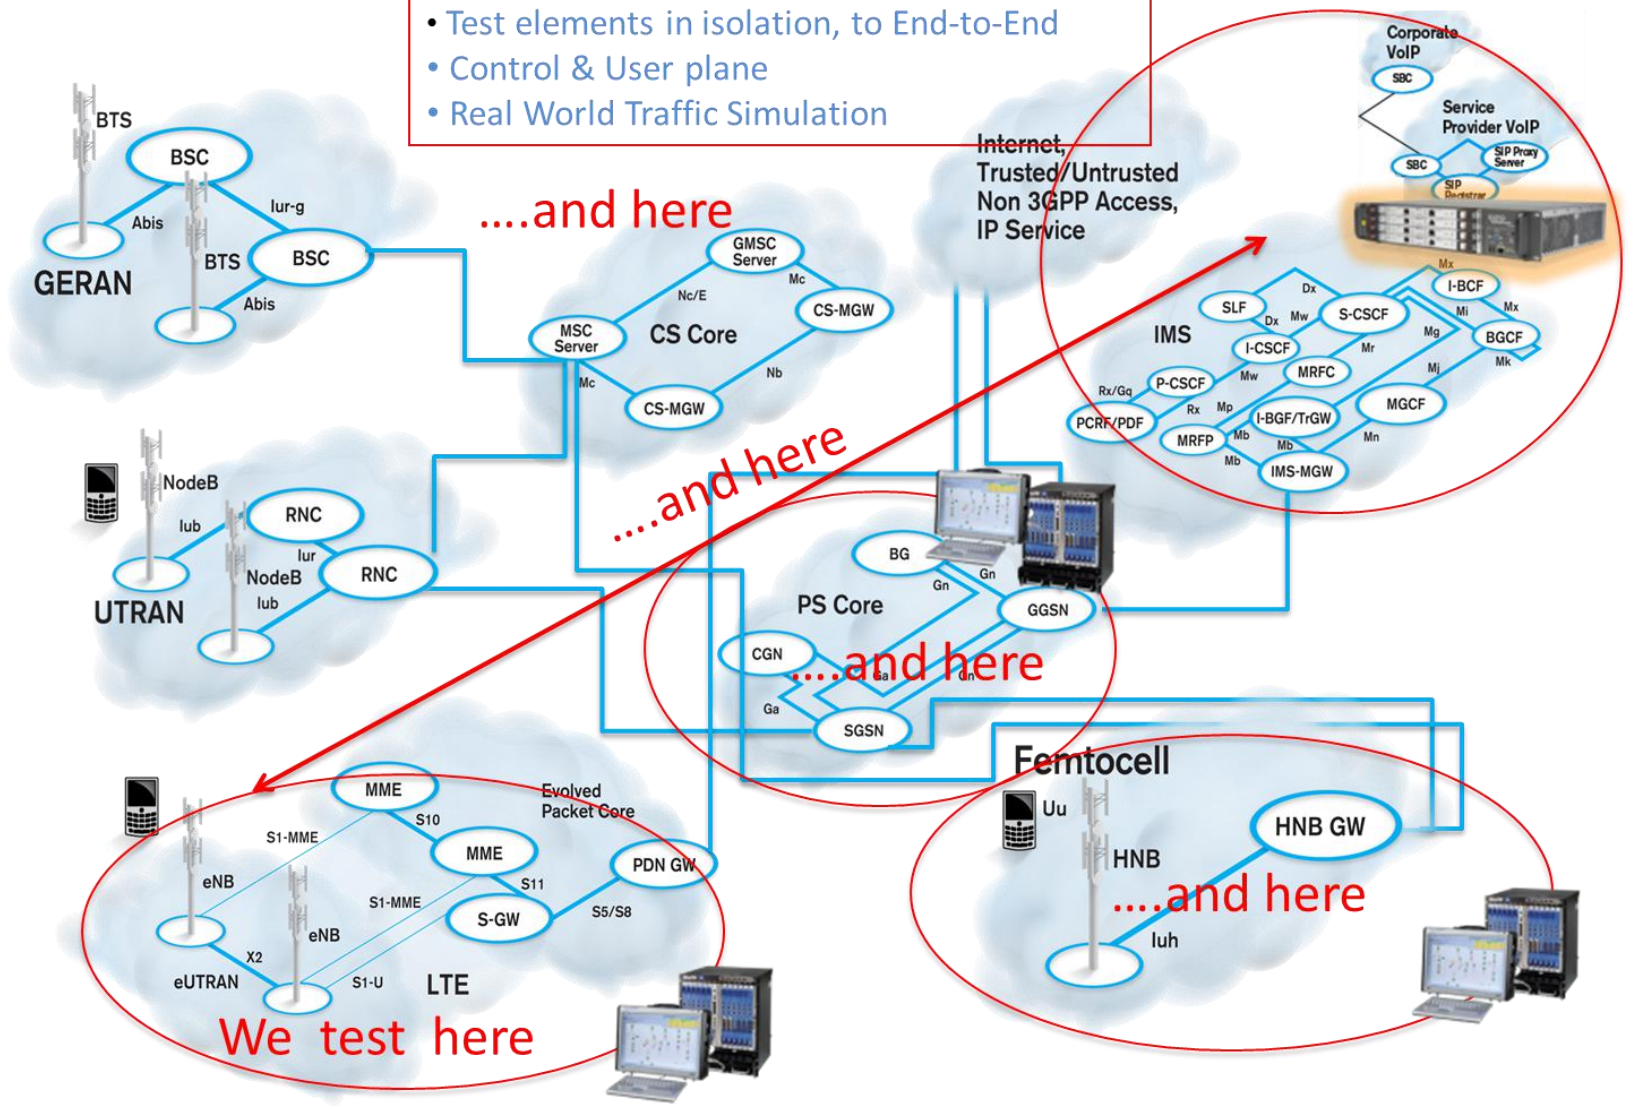 • Test elements in isolation, to End-to-End
• Control & User plane
• Real World Traffic Simulation
BTS
BSC
Abis
Iur-g
BTS
BSC
GERAN
Abis
....and here
GMSC
Server
Mc
Nc/E
CS-MGW
MSC
Server
CS Core
Mc
Nb
CS-MGW
Internet,
Trusted/Untrusted
Non 3GPP Access,
IP Service
Corporate
VoIP
SBC
Service
Provider VoIP
SBC
SIP Proxy
Server
SIP
Registrar
Mx
I-BCF
Dx
SLF
S-CSCF
Mx
Mi
Dx
Mw
Mg
BGCF
IMS
I-CSCF
Mr
Mk
Mw
MRFC
Mj
P-CSCF
Rx/Gq
Rx
Mp
MGCF
PCRF/PDF
I-BGF/TrGW
MRFP
Mb
Mb
Mn
Mb
IMS-MGW
....and here
NodeB
Iub
RNC
Iur
NodeB
RNC
Iub
UTRAN
BG
Gn
Gn
PS Core
GGSN
CGN
....and here
Ga
Gn
Ga
SGSN
MME
Evolved
Packet Core
S10
S1-MME
MME
PDN GW
eNB
S11
S1-MME
S-GW
S5/S8
eNB
X2
eUTRAN
S1-U
LTE
We test here
Femtocell
Uu
HNB GW
HNB
....and here
Iuh